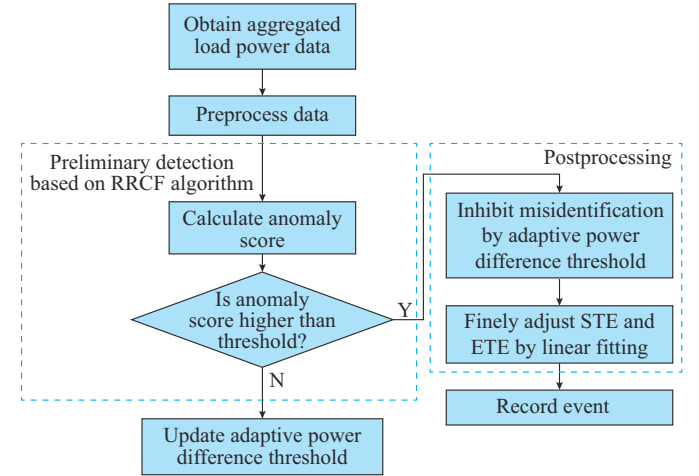 Obtain aggregated
load power data
Preprocess data
Preliminary detection
based on RRCF algorithm
Calculate anomaly
score
Is anomaly
score higher than
threshold?
Y
N
Update adaptive power
difference threshold
Postprocessing
Inhibit misidentification
by adaptive power
difference threshold
Finely adjust STE and
ETE by linear fitting
Record event